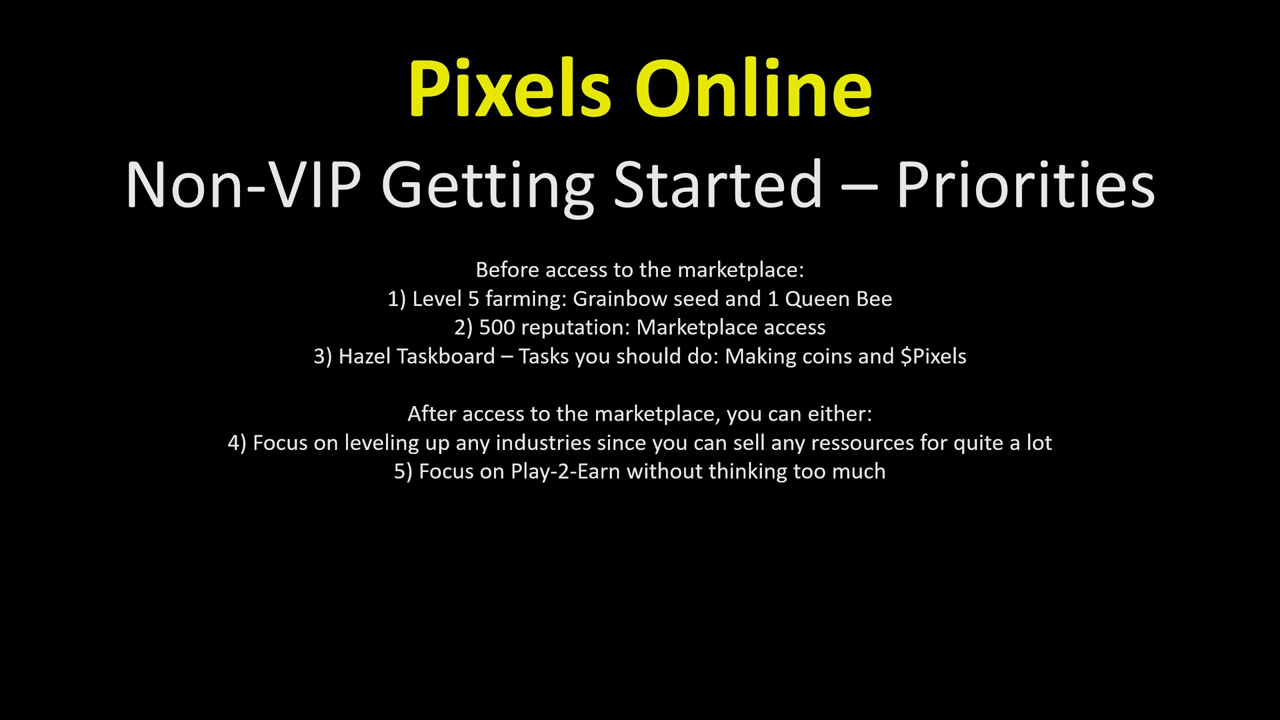 Pixels Online
Non-VIP Getting Started – Priorities
Before access to the marketplace:
1) Level 5 farming: Grainbow seed and 1 Queen Bee
2) 500 reputation: Marketplace access
3) Hazel Taskboard – Tasks you should do: Making coins and $Pixels
After access to the marketplace, you can either:
4) Focus on leveling up any industries since you can sell any ressources for quite a lot
5) Focus on Play-2-Earn without thinking too much